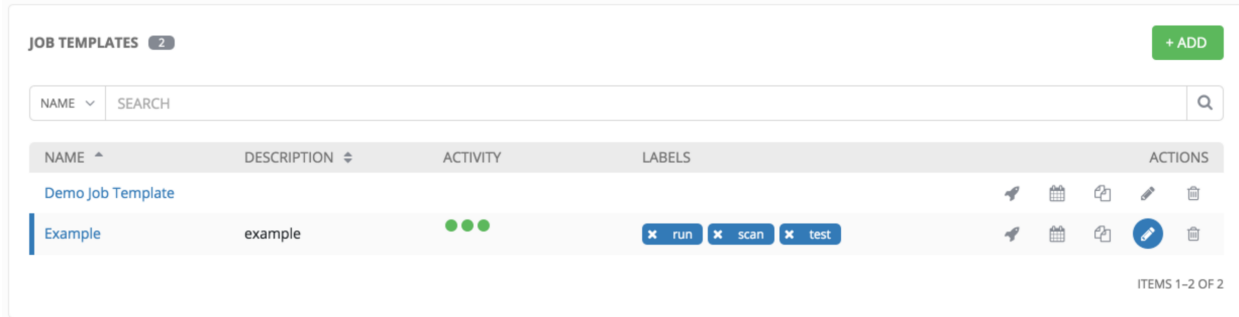 JOB TEMPLATES 2
+ ADD
NAME SEARCH
NAME DESCRIPTION ACTIVITY LABELS ACTIONS
Demo Job Template
Example example run scan test
ITEMS 1–2 OF 2